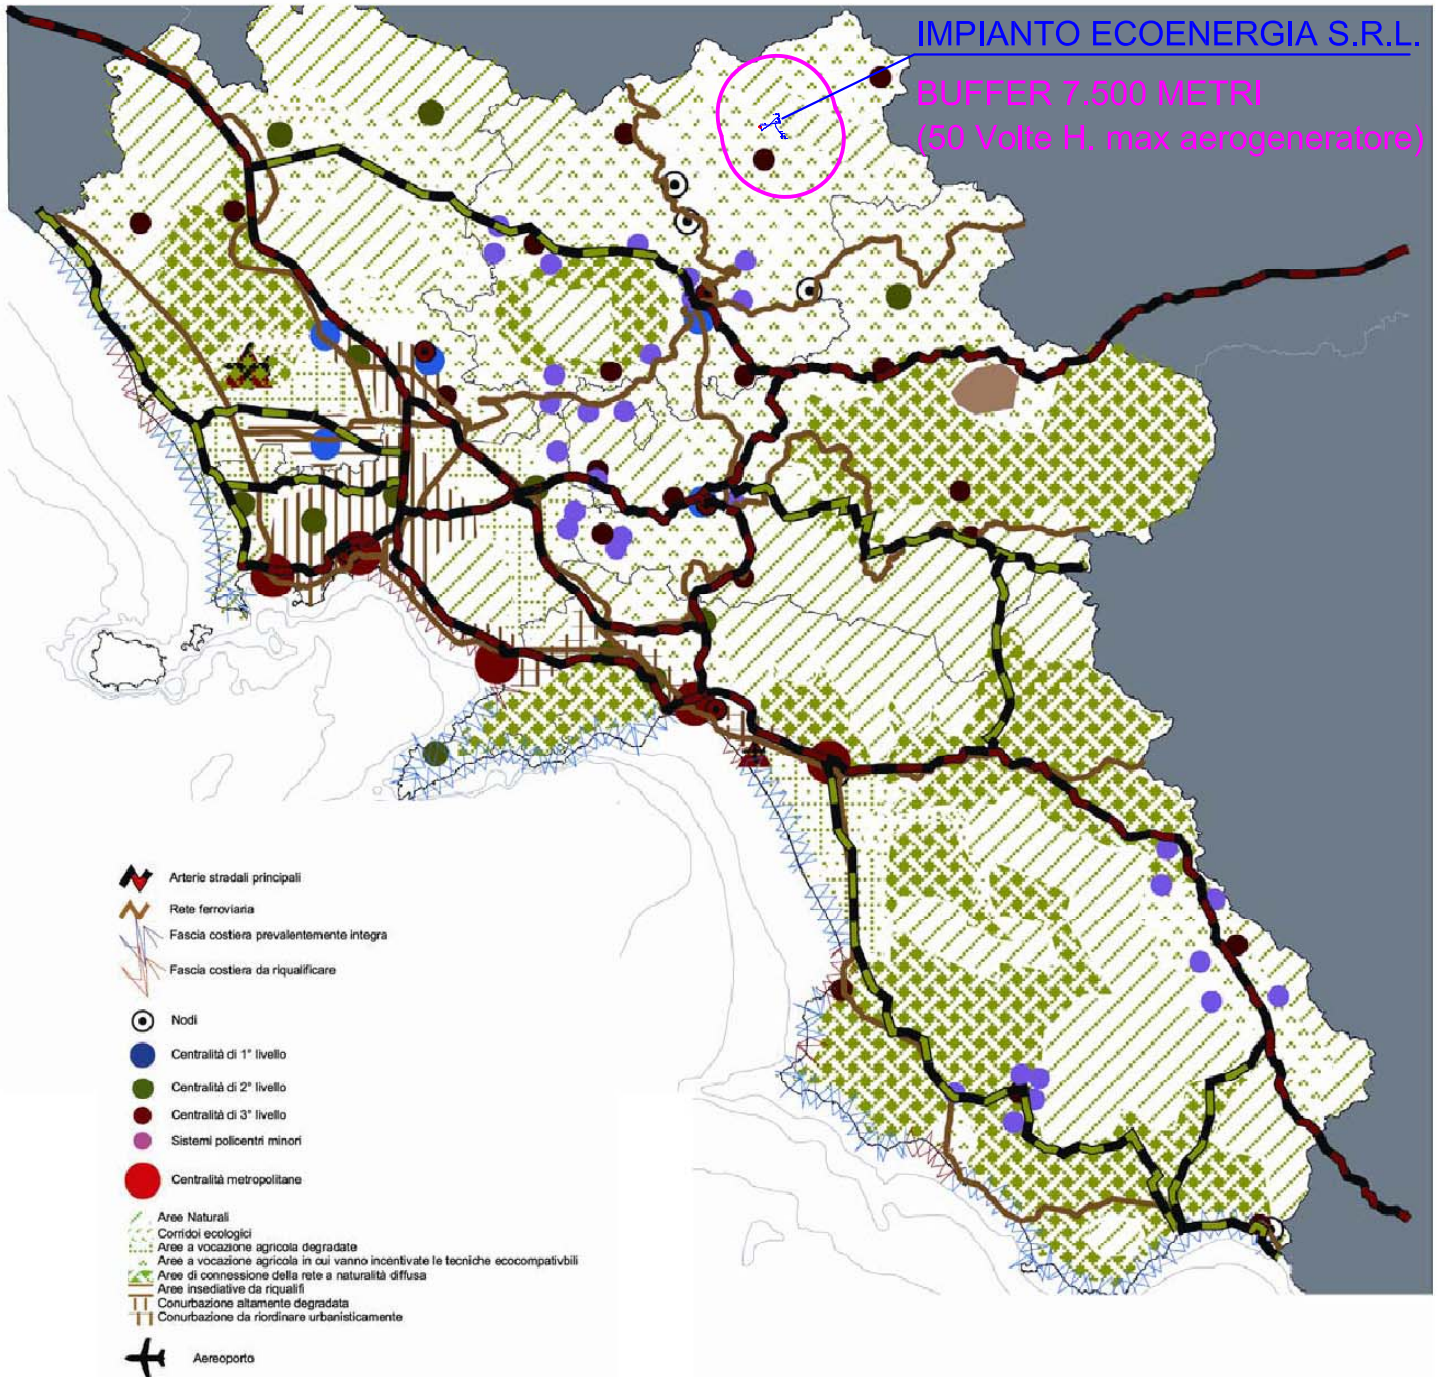 IMPIANTO ECOENERGIA S.R.L.
BUFFER 7.500 METRI
(50 Volte H. max aerogeneratore)
Arterie stradali principali
Rete ferroviaria
Fascia costiera prevalentemente integra
Fascia costiera da riqualificare
Nodi
Centralità di 1° livello
Centralità di 2° livello
Centralità di 3° livello
Sistemi policentri minori
Centralità metropolitane
Aree Naturali
Corridoi ecologici
Aree a vocazione agricola degradate
Aree a vocazione agricola in cui vanno incentivate le tecniche ecocompatibili
Aree di connessione della rete a naturalità diffusa
Aree insediative da riqualifi
Conurbazione altamente degradata
Conurbazione da riordinare urbanisticamente
Aereoporto